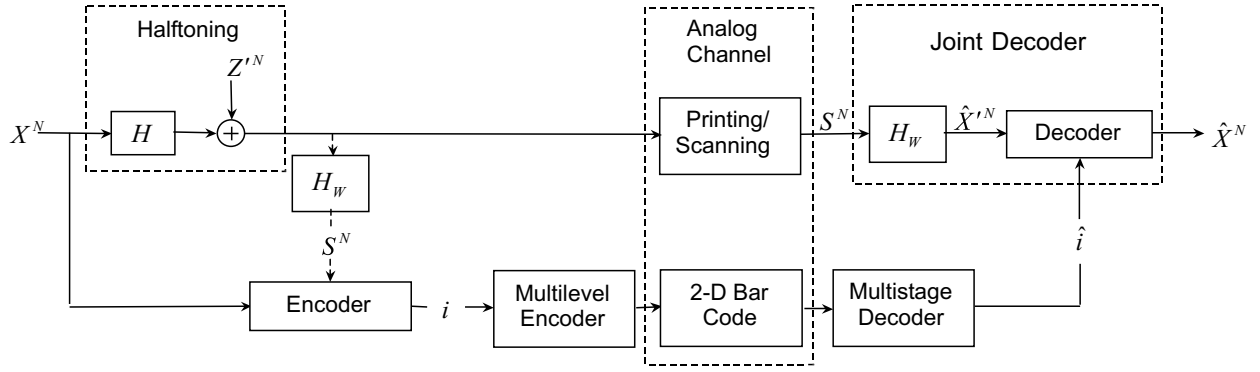 Halftoning
Analog
Channel
Joint Decoder
Z'^N
X^N
H
+
Printing/
Scanning
S^N
H_W
X̂'^N
Decoder
X̂^N
H_W
S^N
î
Encoder
i
Multilevel
Encoder
2-D Bar
Code
Multistage
Decoder